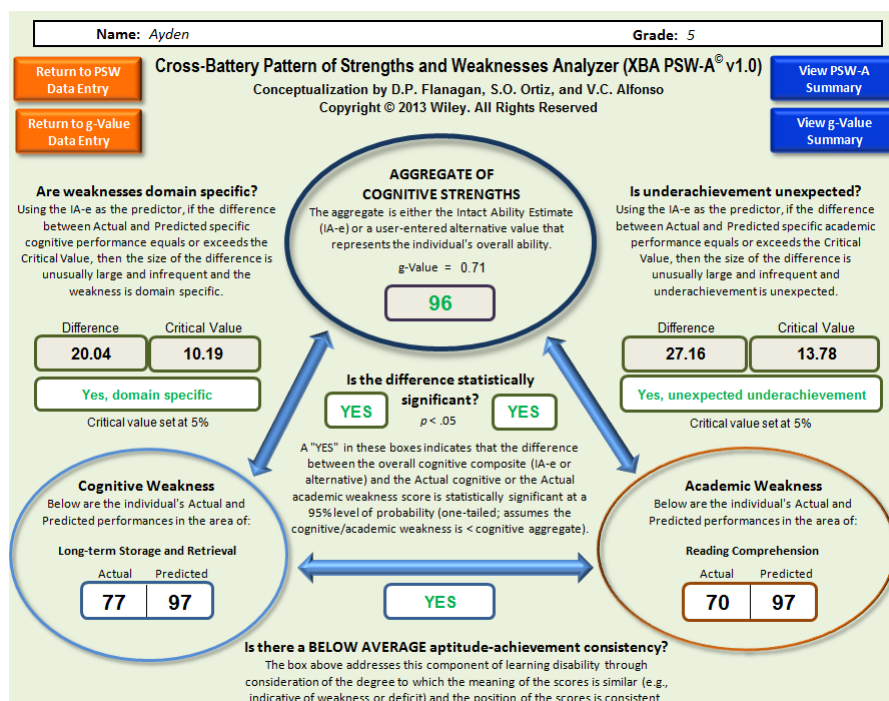 Name: Ayden
Grade: 5
Return to PSW
Data Entry
Return to g-Value
Data Entry
Cross-Battery Pattern of Strengths and Weaknesses Analyzer (XBA PSW-A© v1.0)
Conceptualization by D.P. Flanagan, S.O. Ortiz, and V.C. Alfonso
Copyright © 2013 Wiley. All Rights Reserved
View PSW-A
Summary
View g-Value
Summary
AGGREGATE OF
COGNITIVE STRENGTHS
The aggregate is either the Intact Ability Estimate
(IA-e) or a user-entered alternative value that
represents the individual's overall ability.
g-Value = 0.71
96
Are weaknesses domain specific?
Using the IA-e as the predictor, if the difference
between Actual and Predicted specific
cognitive performance equals or exceeds the
Critical Value, then the size of the difference is
unusually large and infrequent and the
weakness is domain specific.
Difference Critical Value
20.04 10.19
Yes, domain specific
Critical value set at 5%
Is underachievement unexpected?
Using the IA-e as the predictor, if the difference
between Actual and Predicted specific academic
performance equals or exceeds the Critical
Value, then the size of the difference is
unusually large and infrequent and
underachievement is unexpected.
Difference Critical Value
27.16 13.78
Yes, unexpected underachievement
Critical value set at 5%
Is the difference statistically
significant?
YES p < .05 YES
A "YES" in these boxes indicates that the difference
between the overall cognitive composite (IA-e or
alternative) and the Actual cognitive or the Actual
academic weakness score is statistically significant at a
95% level of probability (one-tailed; assumes the
cognitive/academic weakness is < cognitive aggregate).
Cognitive Weakness
Below are the individual's Actual and
Predicted performances in the area of:
Long-term Storage and Retrieval
Actual Predicted
77 97
Academic Weakness
Below are the individual's Actual and
Predicted performances in the area of:
Reading Comprehension
Actual Predicted
70 97
YES
Is there a BELOW AVERAGE aptitude-achievement consistency?
The box above addresses this component of learning disability through
consideration of the degree to which the meaning of the scores is similar (e.g.,
indicative of weakness or deficit) and the position of the scores is consistent